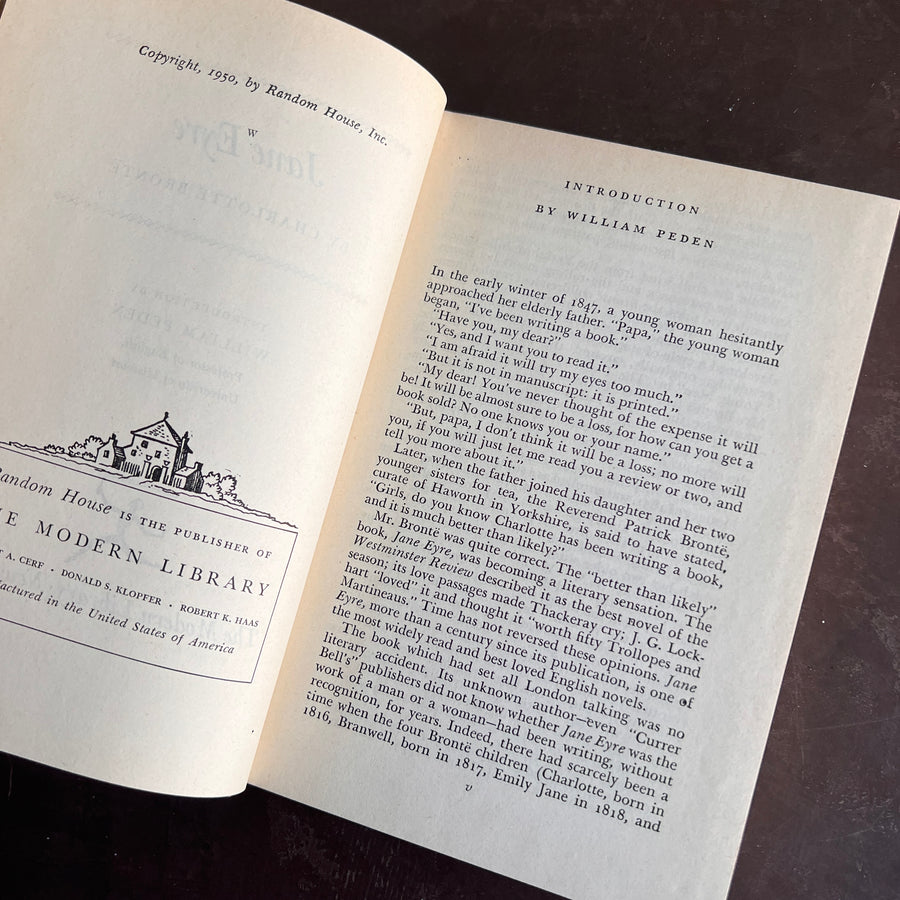 Copyright, 1950, by Random House, Inc.
W
Random House IS THE PUBLISHER OF
MODERN LIBRARY
A. CERF · DONALD S. KLOPFER · ROBERT K. HAAS
in the United States of America
INTRODUCTION
BY WILLIAM PEDEN
In the early winter of 1847, a young woman hesitantly
approached her elderly father. “Papa,” the young woman
began, “I've been writing a book.”
“Have you, my dear?”
“Yes, and I want you to read it.”
“I am afraid it will try my eyes too much.”
“But it is not in manuscript: it is printed.”
“My dear! You've never thought of the expense it will
be! It will be almost sure to be a loss, for how can you get a
book sold? No one knows you or your name.”
“But, papa, I don't think it will be a loss; no more will
you, if you will just let me read you a review or two, and
tell you more about it.”
Later, when the father joined his daughter and her two
younger sisters for tea, the Reverend Patrick Brontë,
curate of Haworth in Yorkshire, is said to have stated,
“Girls, do you know Charlotte has been writing a book,
and it is much better than likely?”
Mr. Brontë was quite correct. The “better than likely”
book, Jane Eyre, was becoming a literary sensation. The
Westminster Review described it as the best novel of the
season; its love passages made Thackeray cry; J. G. Lock-
hart “loved” it and thought it “worth fifty Trollopes and
Martineaus.” Time has not reversed these opinions. Jane
Eyre, more than a century since its publication, is one of
the most widely read and best loved English novels.
The book which had set all London talking was no
literary accident. Its unknown author—even “Currer
Bell's” publishers did not know whether Jane Eyre was the
work of a man or a woman—had been writing, without
recognition, for years. Indeed, there had scarcely been a
time when the four Brontë children (Charlotte, born in
1816, Branwell, born in 1817, Emily Jane in 1818, and
v